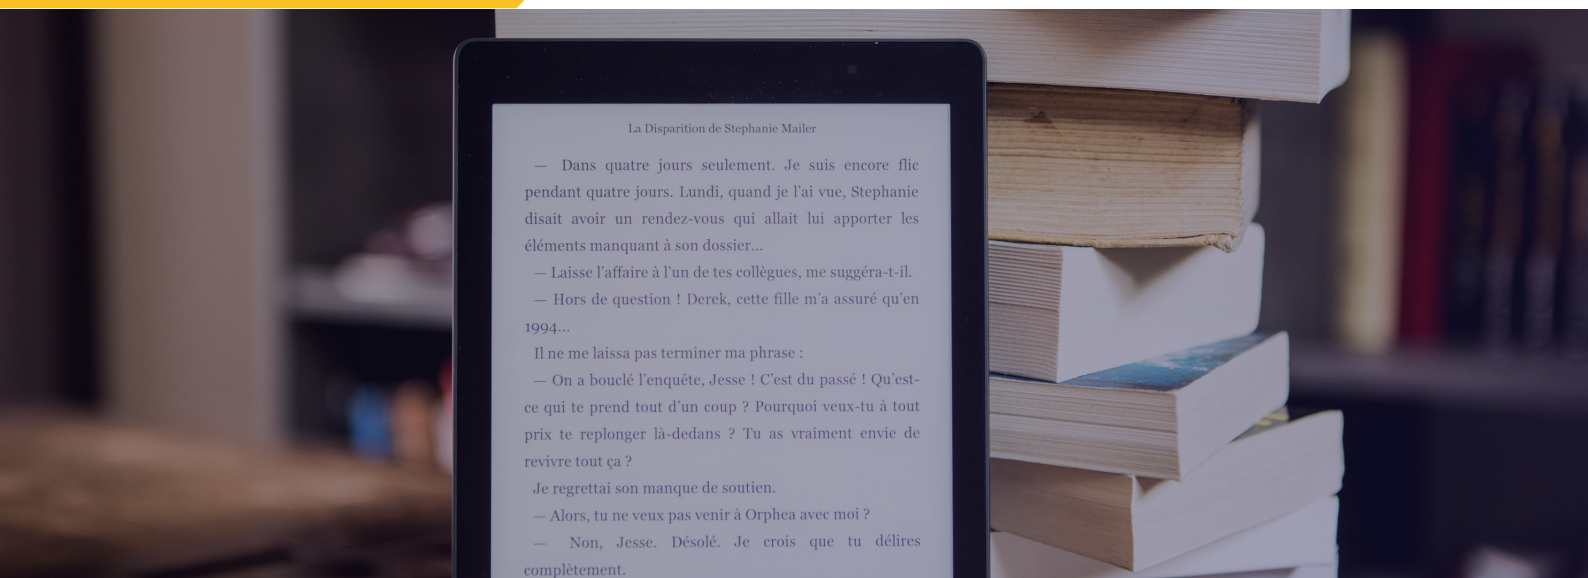 La Disparition de Stephanie Mailer
— Dans quatre jours seulement. Je suis encore flic
pendant quatre jours. Lundi, quand je l'ai vue, Stephanie
disait avoir un rendez-vous qui allait lui apporter les
éléments manquant à son dossier...
— Laisse l'affaire à l'un de tes collègues, me suggéra-t-il.
— Hors de question ! Derek, cette fille m'a assuré qu'en
1994...
Il ne me laissa pas terminer ma phrase :
— On a bouclé l'enquête, Jesse ! C'est du passé ! Qu'est-
ce qui te prend tout d'un coup ? Pourquoi veux-tu à tout
prix te replonger là-dedans ? Tu as vraiment envie de
revivre tout ça ?
Je regrettai son manque de soutien.
— Alors, tu ne veux pas venir à Orphea avec moi ?
— Non, Jesse. Désolé. Je crois que tu délires
complètement.